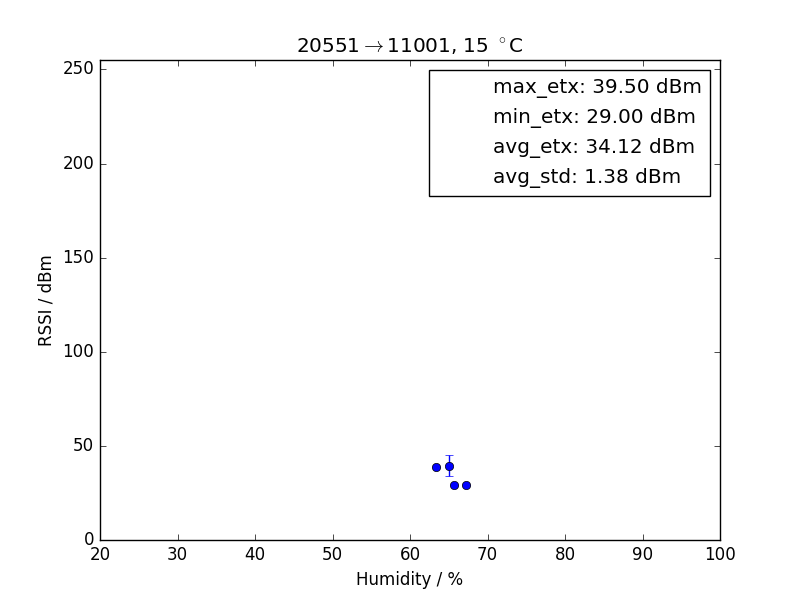 20551→11001, 15 °C
max_etx: 39.50 dBm
min_etx: 29.00 dBm
avg_etx: 34.12 dBm
avg_std: 1.38 dBm
RSSI / dBm
250
200
150
100
50
0
20 30 40 50 60 70 80 90 100
Humidity / %